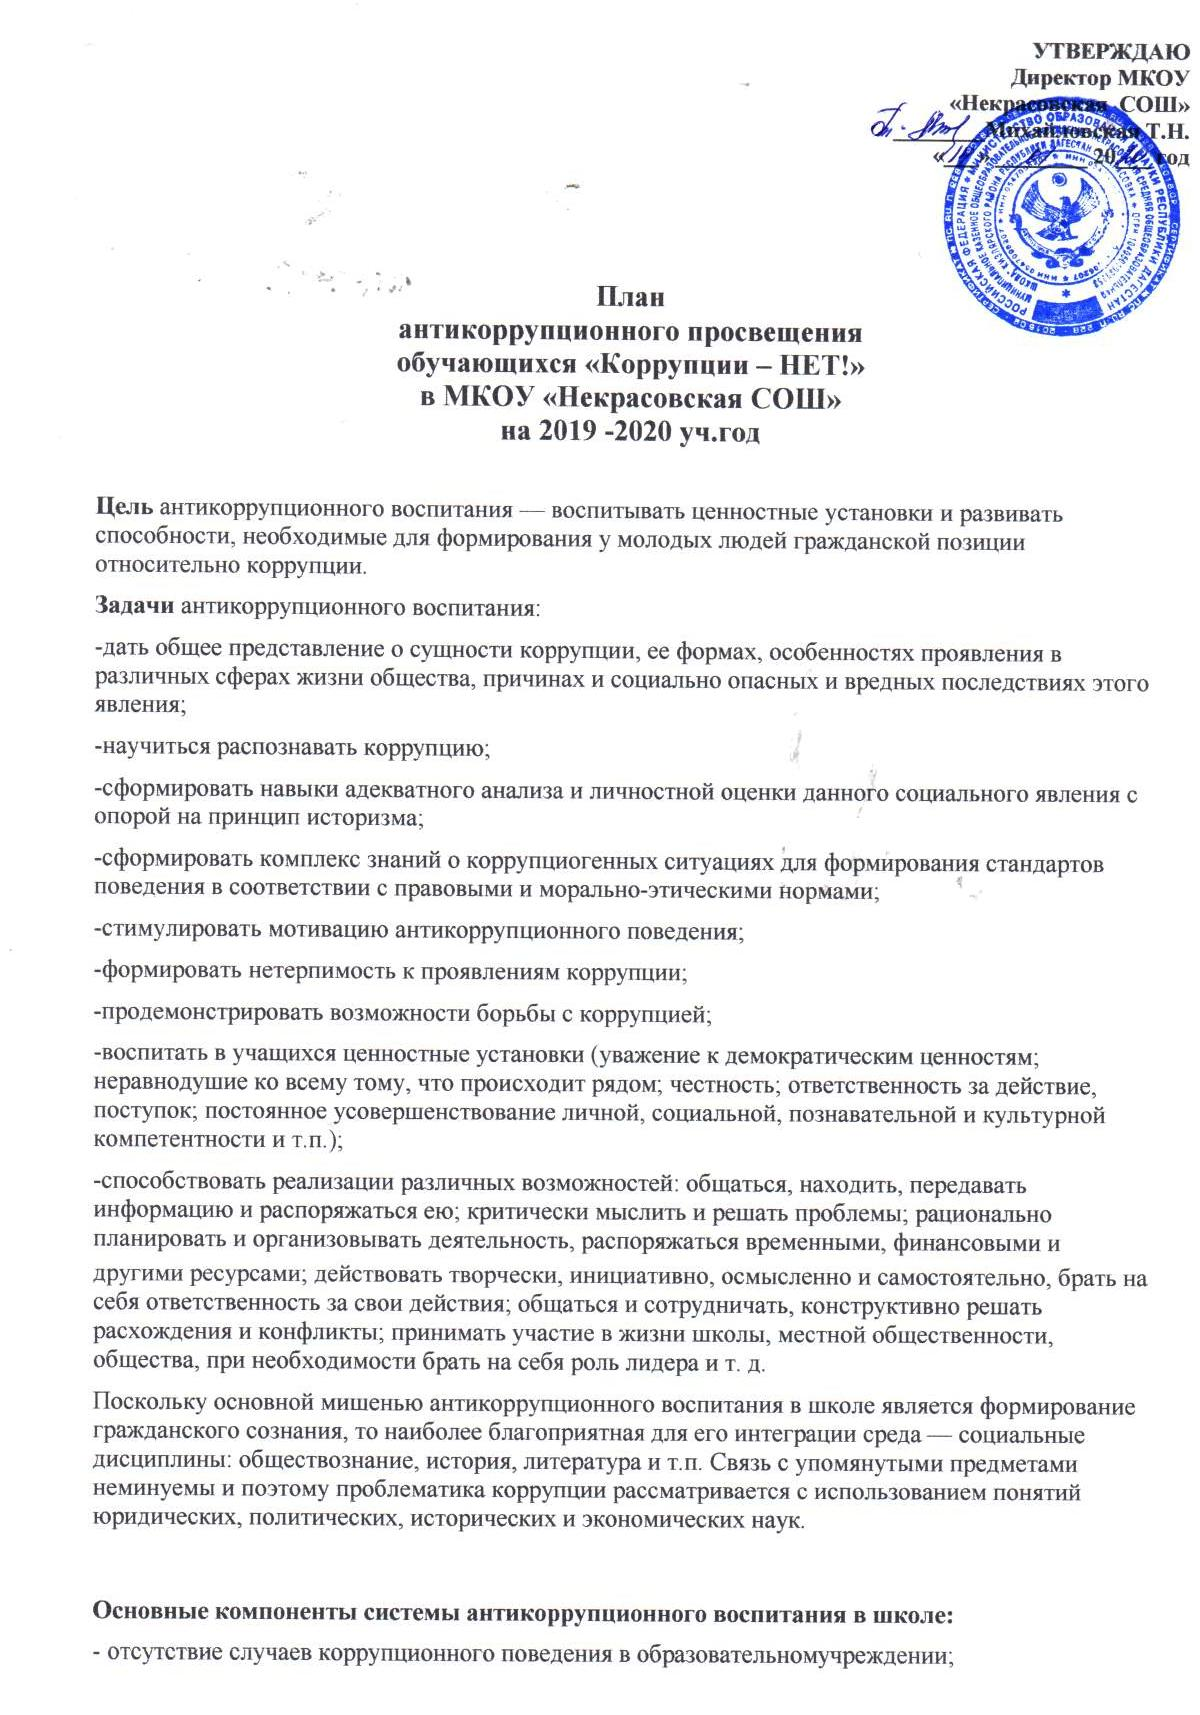 УТВЕРЖДАЮ
Директор МКОУ
«Некрасовская СОШ»
Михайловская Т.Н.
« » 20 год
План
антикоррупционного просвещения
обучающихся «Коррупции – НЕТ!»
в МКОУ «Некрасовская СОШ»
на 2019 -2020 уч.год
Цель антикоррупционного воспитания — воспитывать ценностные установки и развивать
способности, необходимые для формирования у молодых людей гражданской позиции
относительно коррупции.
Задачи антикоррупционного воспитания:
-дать общее представление о сущности коррупции, ее формах, особенностях проявления в
различных сферах жизни общества, причинах и социально опасных и вредных последствиях этого
явления;
-научиться распознавать коррупцию;
-сформировать навыки адекватного анализа и личностной оценки данного социального явления с
опорой на принцип историзма;
-сформировать комплекс знаний о коррупциогенных ситуациях для формирования стандартов
поведения в соответствии с правовыми и морально-этическими нормами;
-стимулировать мотивацию антикоррупционного поведения;
-формировать нетерпимость к проявлениям коррупции;
-продемонстрировать возможности борьбы с коррупцией;
-воспитать в учащихся ценностные установки (уважение к демократическим ценностям;
неравнодушие ко всему тому, что происходит рядом; честность; ответственность за действие,
поступок; постоянное усовершенствование личной, социальной, познавательной и культурной
компетентности и т.п.);
-способствовать реализации различных возможностей: общаться, находить, передавать
информацию и распоряжаться ею; критически мыслить и решать проблемы; рационально
планировать и организовывать деятельность, распоряжаться временными, финансовыми и
другими ресурсами; действовать творчески, инициативно, осмысленно и самостоятельно, брать на
себя ответственность за свои действия; общаться и сотрудничать, конструктивно решать
расхождения и конфликты; принимать участие в жизни школы, местной общественности,
общества, при необходимости брать на себя роль лидера и т. д.
Поскольку основной мишенью антикоррупционного воспитания в школе является формирование
гражданского сознания, то наиболее благоприятная для его интеграции среда — социальные
дисциплины: обществознание, история, литература и т.п. Связь с упомянутыми предметами
неминуемы и поэтому проблематика коррупции рассматривается с использованием понятий
юридических, политических, исторических и экономических наук.
Основные компоненты системы антикоррупционного воспитания в школе:
- отсутствие случаев коррупционного поведения в образовательномучреждении;
РОССИЙСКАЯ ФЕДЕРАЦИЯ * МИНИСТЕРСТВО ОБРАЗОВАНИЯ И НАУКИ РЕСПУБЛИКИ ДАГЕСТАН